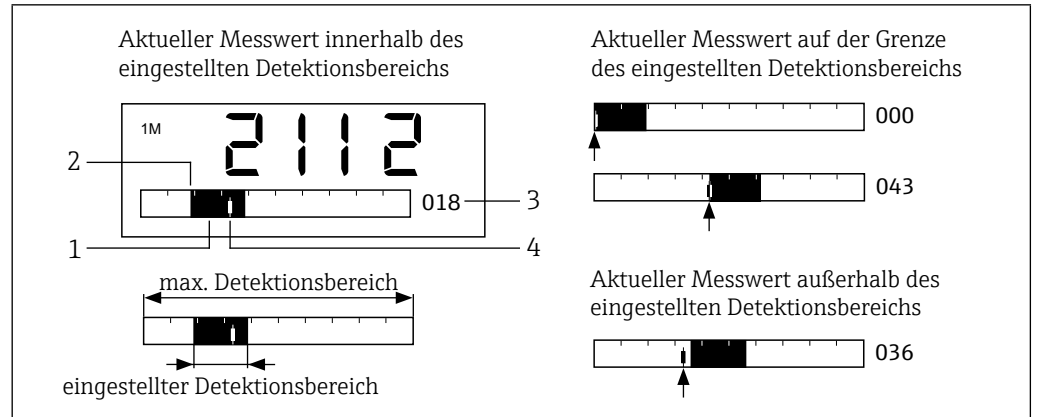 Aktueller Messwert innerhalb des
eingestellten Detektionsbereichs
1M
2112
2
018
3
1
4
max. Detektionsbereich
eingestellter Detektionsbereich
Aktueller Messwert auf der Grenze
des eingestellten Detektionsbereichs
000
043
Aktueller Messwert außerhalb des
eingestellten Detektionsbereichs
036